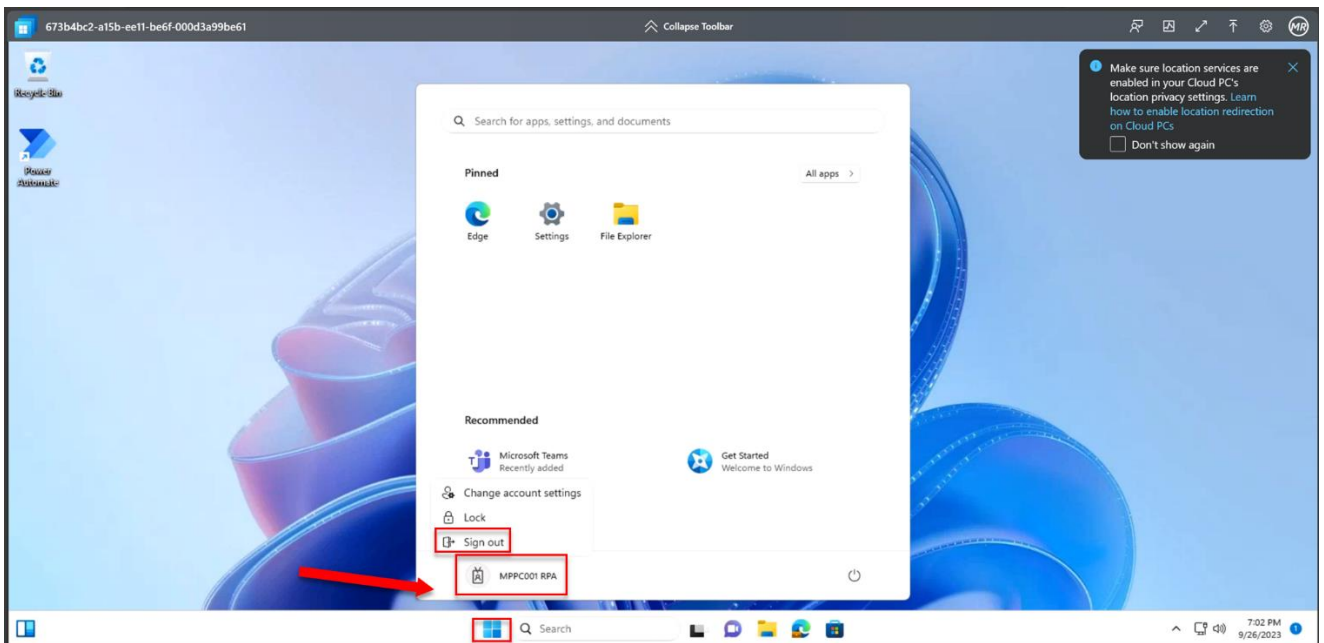 673b4bc2-a15b-ee11-be6f-000d3a99be61
Collapse Toolbar
MR
Recycle Bin
Power
Automate
Make sure location services are
enabled in your Cloud PC's
location privacy settings. Learn
how to enable location redirection
on Cloud PCs
Don't show again
Search for apps, settings, and documents
Pinned
All apps >
Edge
Settings
File Explorer
Recommended
Microsoft Teams
Recently added
Get Started
Welcome to Windows
Change account settings
Lock
Sign out
MPPC001 RPA
Search
7:02 PM
9/26/2023
1